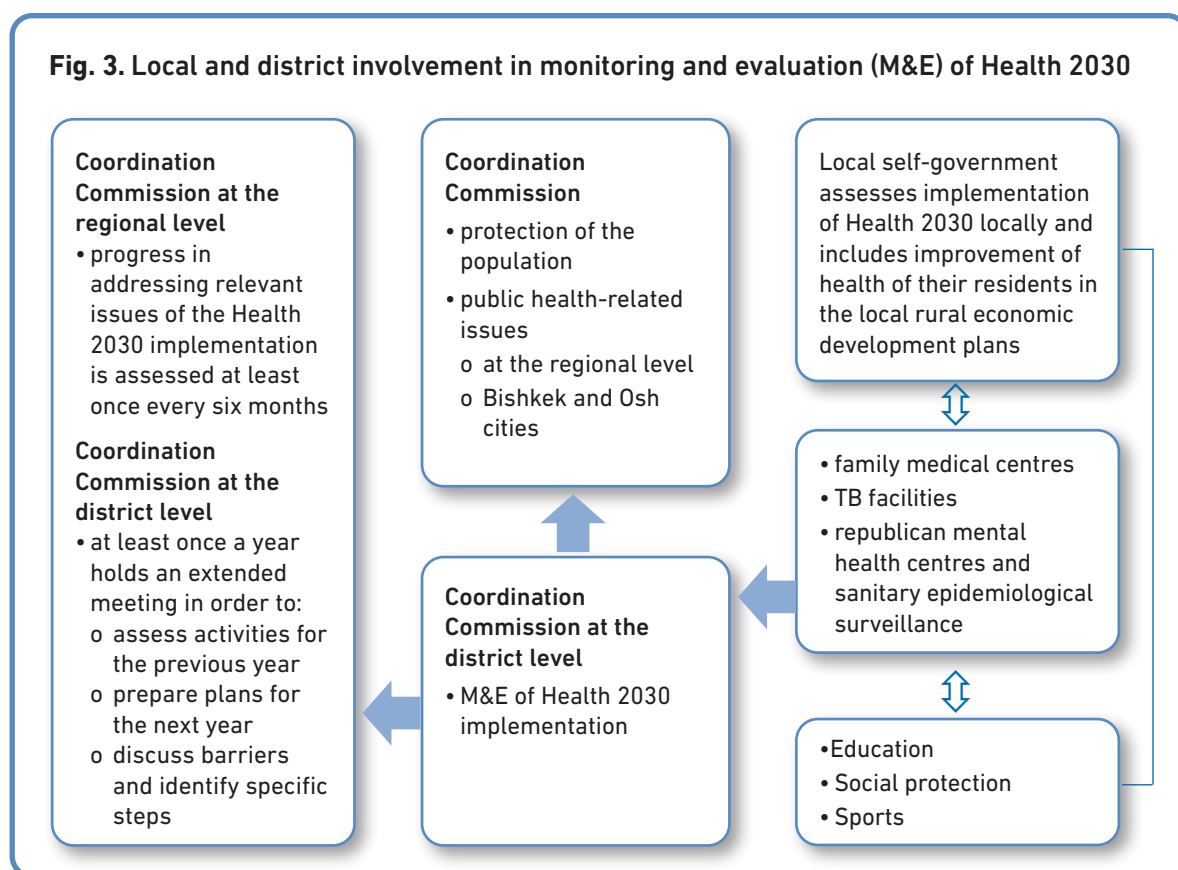 Fig. 3. Local and district involvement in monitoring and evaluation (M&E) of Health 2030
Coordination
Commission at the
regional level
• progress in
addressing relevant
issues of the Health
2030 implementation
is assessed at least
once every six months
Coordination
Commission at the
district level
• at least once a year
holds an extended
meeting in order to:
o assess activities for
the previous year
o prepare plans for
the next year
o discuss barriers
and identify specific
steps
Coordination
Commission
• protection of the
population
• public health-related
issues
o at the regional level
o Bishkek and Osh
cities
Coordination
Commission at the
district level
• M&E of Health 2030
implementation
Local self-government
assesses implementation
of Health 2030 locally and
includes improvement of
health of their residents in
the local rural economic
development plans
• family medical centres
• TB facilities
• republican mental
health centres and
sanitary epidemiological
surveillance
•Education
• Social protection
• Sports